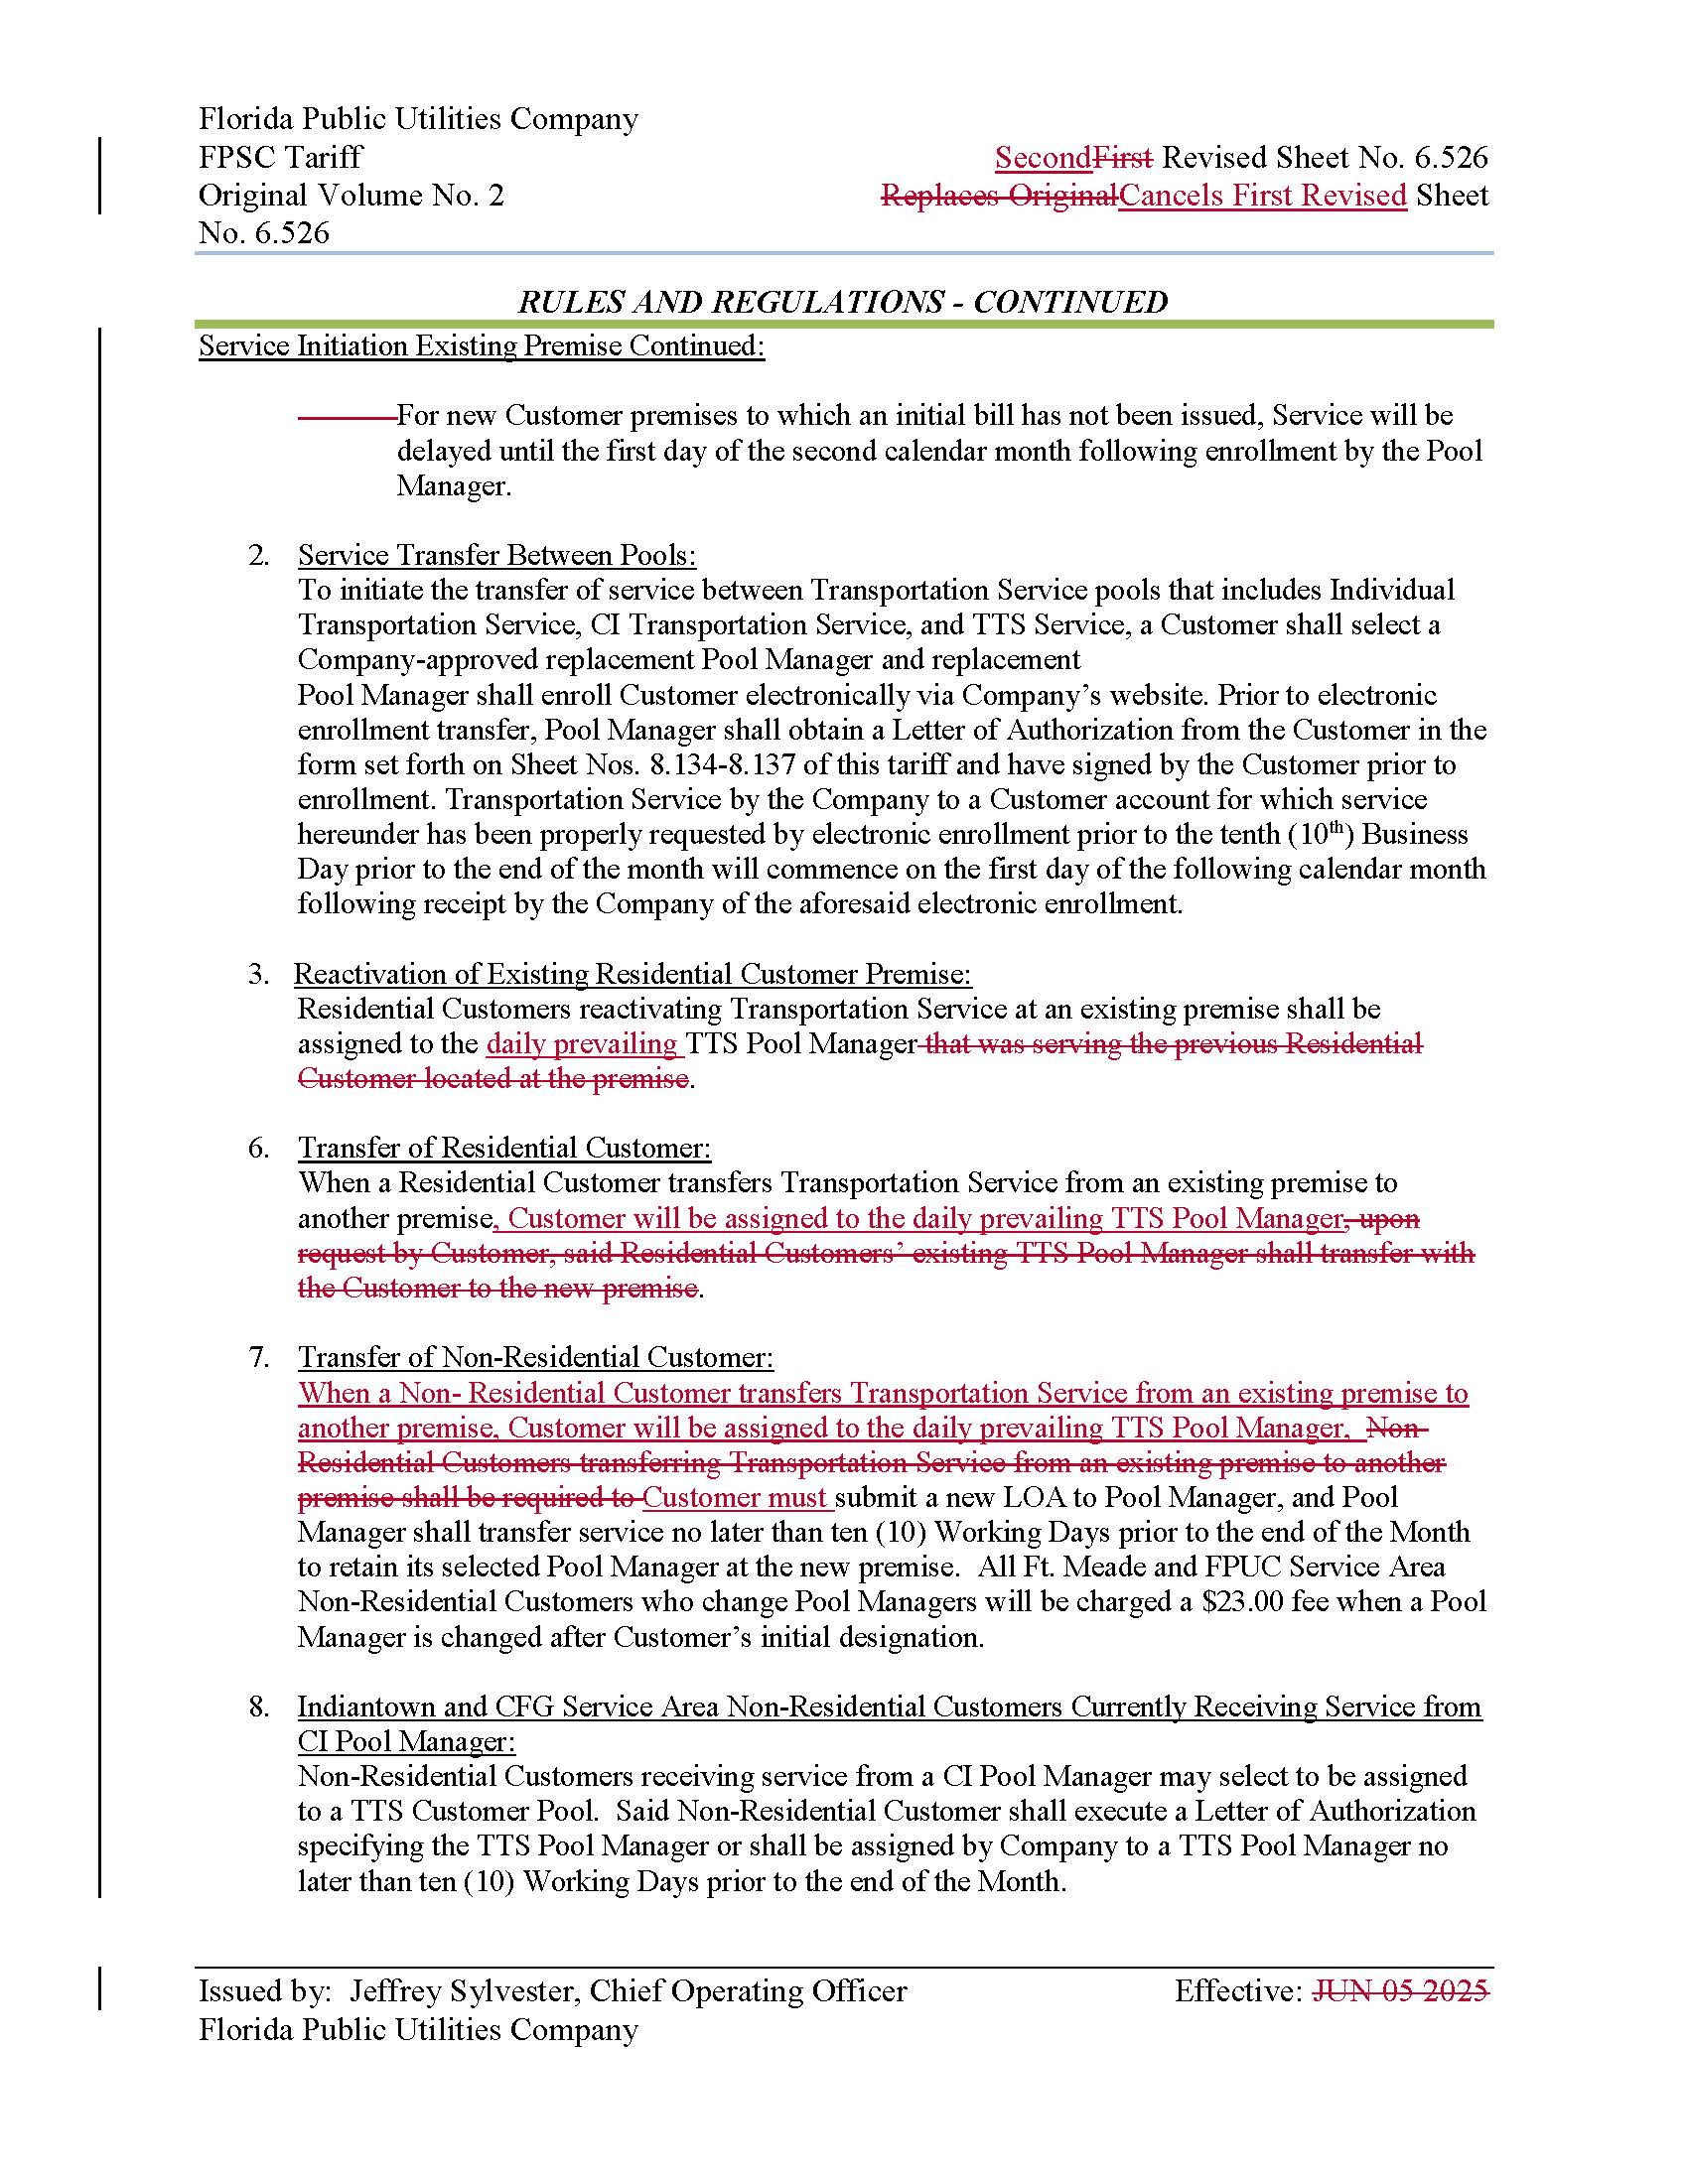 Florida Public Utilities Company
FPSC Tariff SecondFirst Revised Sheet No. 6.526
Original Volume No. 2 Replaces OriginalCancels First Revised Sheet
No. 6.526
RULES AND REGULATIONS - CONTINUED
Service Initiation Existing Premise Continued:
For new Customer premises to which an initial bill has not been issued, Service will be
delayed until the first day of the second calendar month following enrollment by the Pool
Manager.
2. Service Transfer Between Pools:
To initiate the transfer of service between Transportation Service pools that includes Individual
Transportation Service, CI Transportation Service, and TTS Service, a Customer shall select a
Company-approved replacement Pool Manager and replacement
Pool Manager shall enroll Customer electronically via Company’s website. Prior to electronic
enrollment transfer, Pool Manager shall obtain a Letter of Authorization from the Customer in the
form set forth on Sheet Nos. 8.134-8.137 of this tariff and have signed by the Customer prior to
enrollment. Transportation Service by the Company to a Customer account for which service
hereunder has been properly requested by electronic enrollment prior to the tenth (10th) Business
Day prior to the end of the month will commence on the first day of the following calendar month
following receipt by the Company of the aforesaid electronic enrollment.
3. Reactivation of Existing Residential Customer Premise:
Residential Customers reactivating Transportation Service at an existing premise shall be
assigned to the daily prevailing TTS Pool Manager that was serving the previous Residential
Customer located at the premise.
6. Transfer of Residential Customer:
When a Residential Customer transfers Transportation Service from an existing premise to
another premise, Customer will be assigned to the daily prevailing TTS Pool Manager, upon
request by Customer, said Residential Customers’ existing TTS Pool Manager shall transfer with
the Customer to the new premise.
7. Transfer of Non-Residential Customer:
When a Non- Residential Customer transfers Transportation Service from an existing premise to
another premise, Customer will be assigned to the daily prevailing TTS Pool Manager,  Non-
Residential Customers transferring Transportation Service from an existing premise to another
premise shall be required to Customer must submit a new LOA to Pool Manager, and Pool
Manager shall transfer service no later than ten (10) Working Days prior to the end of the Month
to retain its selected Pool Manager at the new premise.  All Ft. Meade and FPUC Service Area
Non-Residential Customers who change Pool Managers will be charged a $23.00 fee when a Pool
Manager is changed after Customer’s initial designation.
8. Indiantown and CFG Service Area Non-Residential Customers Currently Receiving Service from
CI Pool Manager:
Non-Residential Customers receiving service from a CI Pool Manager may select to be assigned
to a TTS Customer Pool.  Said Non-Residential Customer shall execute a Letter of Authorization
specifying the TTS Pool Manager or shall be assigned by Company to a TTS Pool Manager no
later than ten (10) Working Days prior to the end of the Month.
Issued by:  Jeffrey Sylvester, Chief Operating Officer Effective: JUN 05 2025
Florida Public Utilities Company